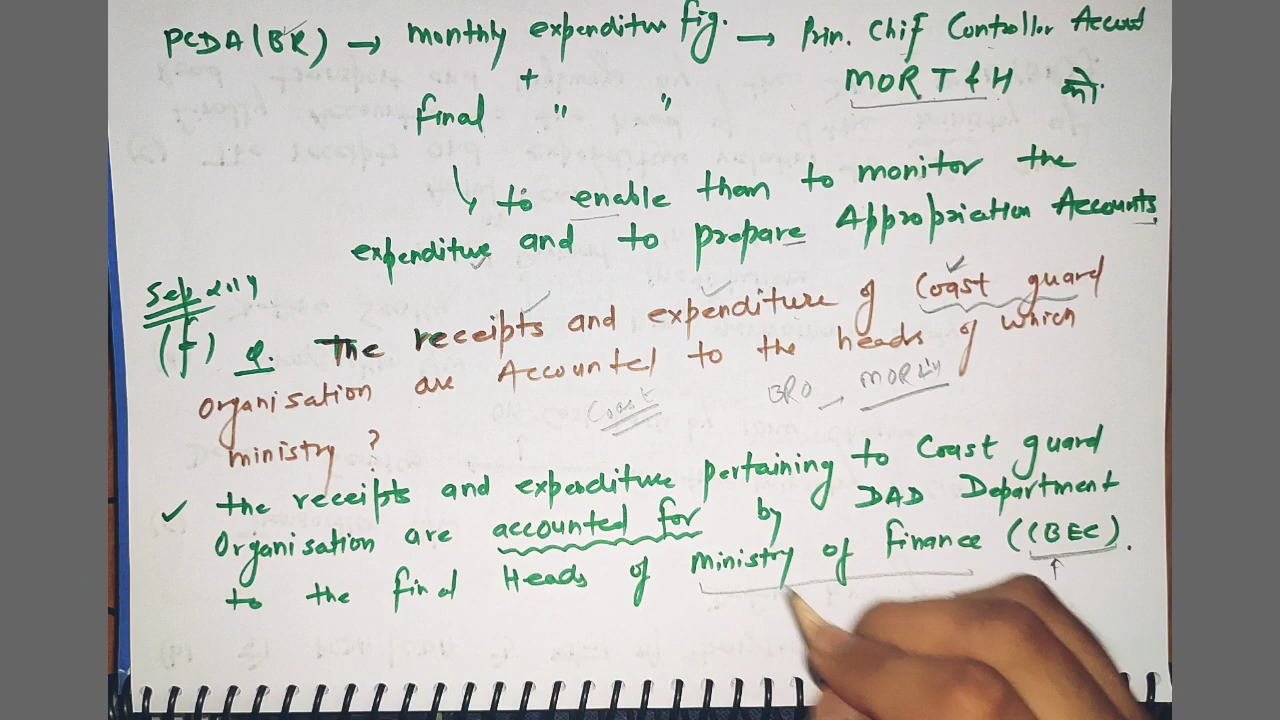 PCDA(BR) → monthly expenditur fig. → Prin. Chif Controller Account
+ MORT&H को
final " "
↳ to enable them to monitor the
expenditure and to prepare Appropriation Accounts.
Sep 2019
(f) Q. The receipts and expenditure of Coast guard
organisation are Accounted to the heads of which
Coast BRO → MORTH
ministry ?
✓ the receipts and expenditure pertaining to Coast guard
Organisation are accounted for by DAD Department
to the final Heads of ministry of finance ((CBEC).